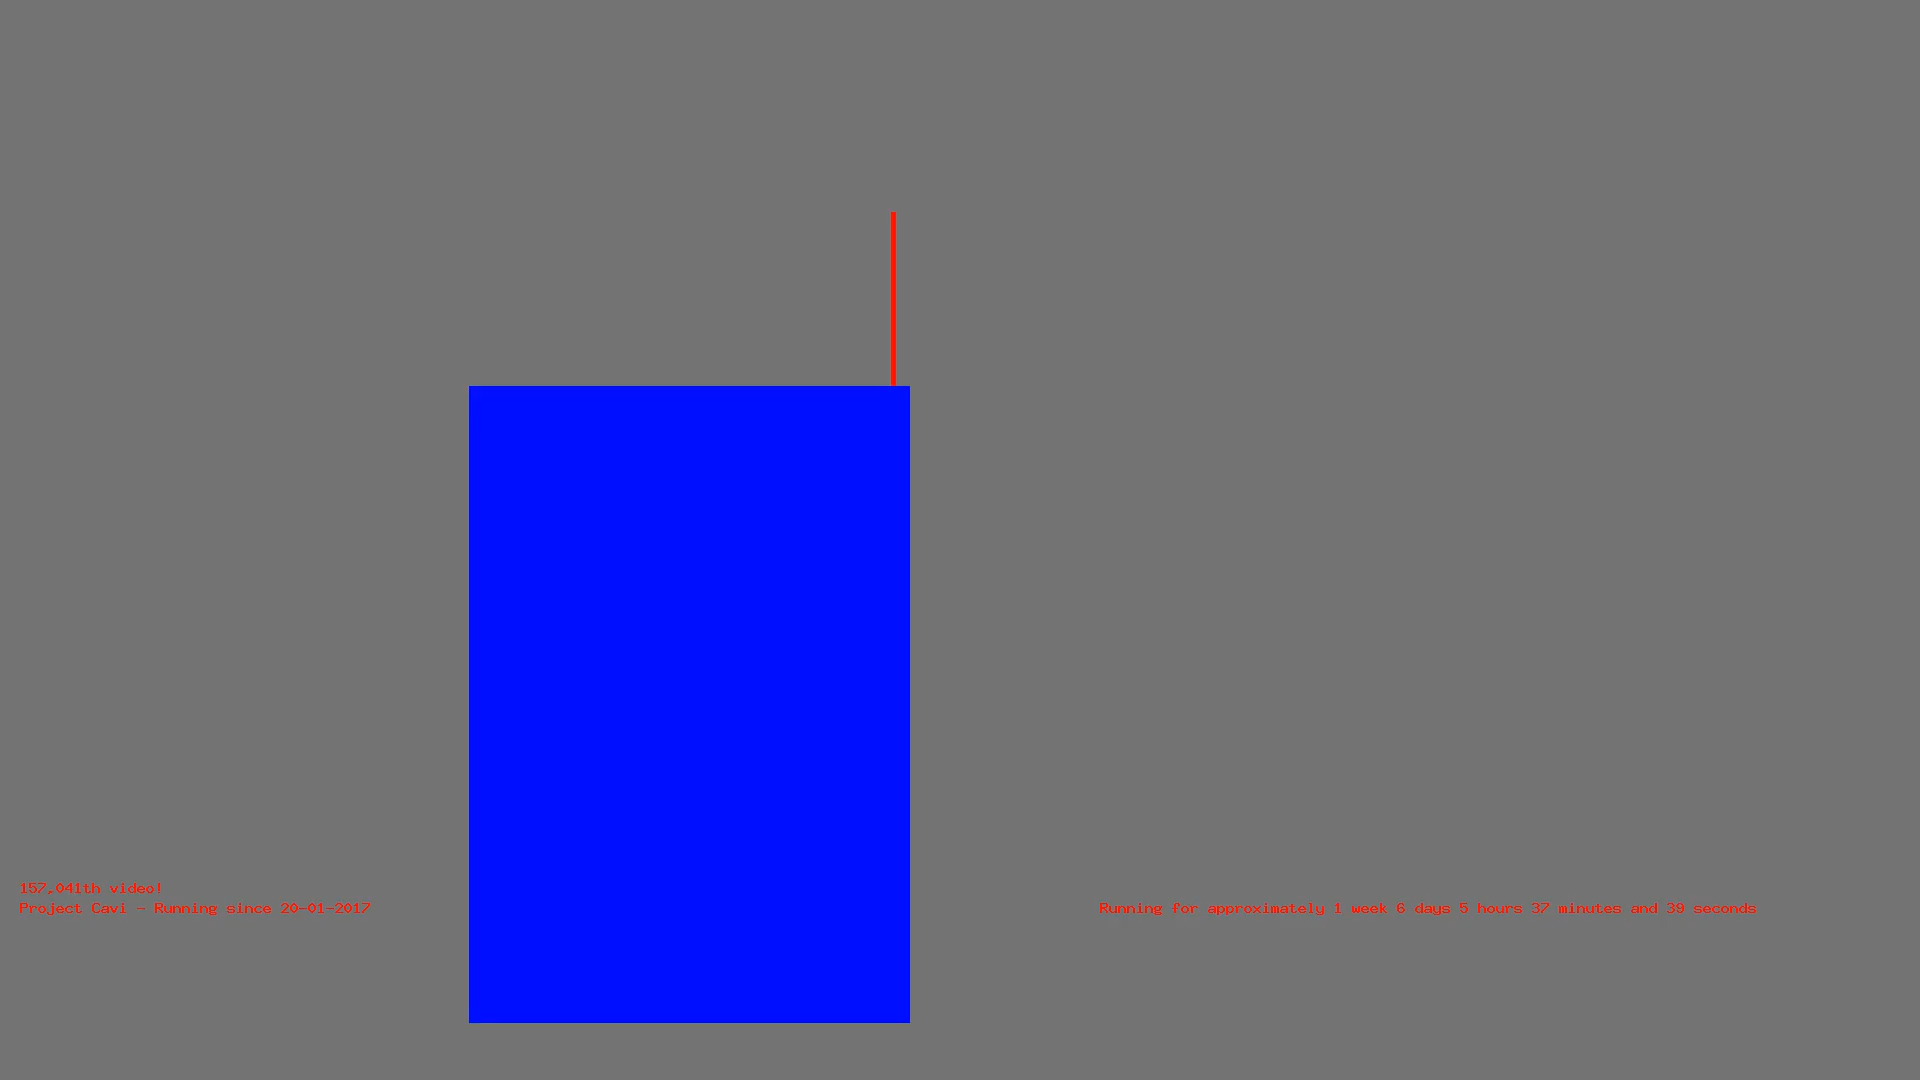 157,041th video!
Project Cavi - Running since 20-01-2017
Running for approximately 1 week 6 days 5 hours 37 minutes and 39 seconds